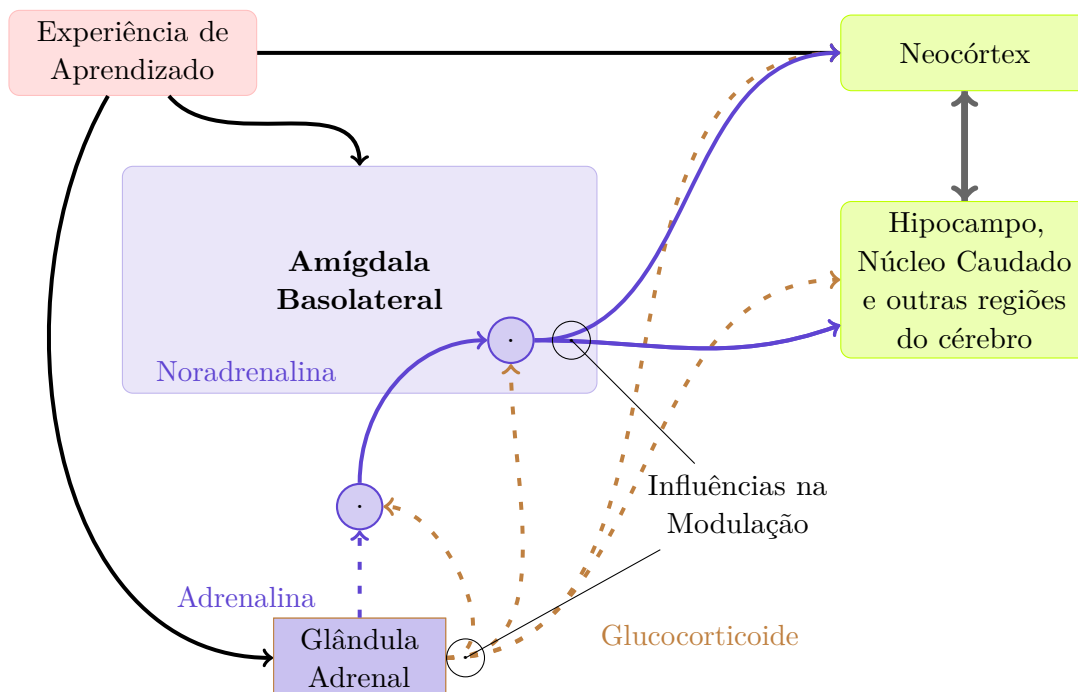 Experiência de
Aprendizado
Neocórtex
Hipocampo,
Núcleo Caudado
e outras regiões
do cérebro
Amígdala
Basolateral
Noradrenalina
Influências na
Modulação
Adrenalina
Glucocorticoide
Glândula
Adrenal